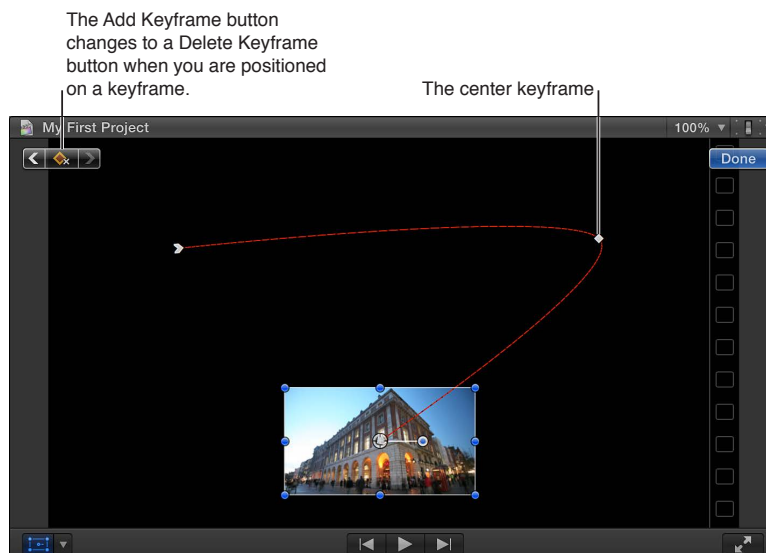 The Add Keyframe button
changes to a Delete Keyframe
button when you are positioned
on a keyframe.
The center keyframe
My First Project
100%
Done